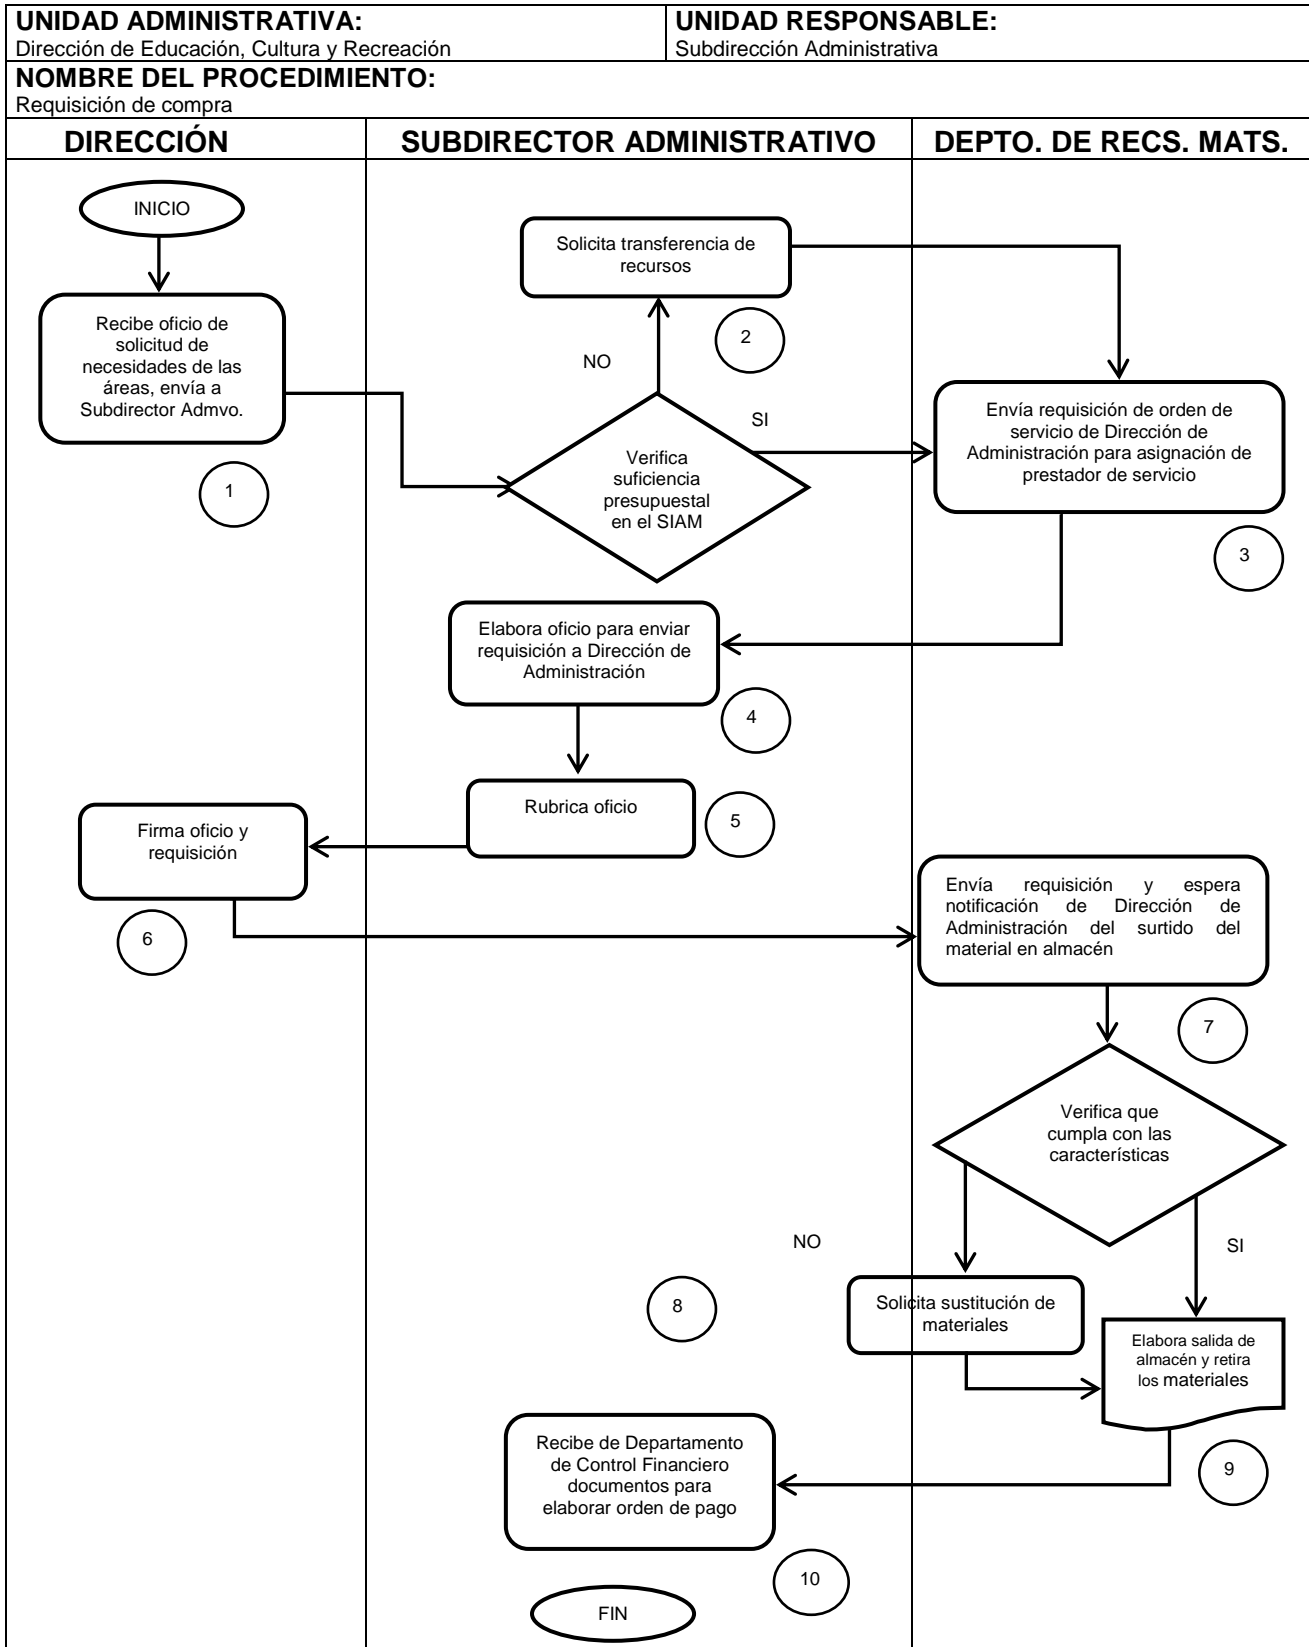 UNIDAD ADMINISTRATIVA:
Dirección de Educación, Cultura y Recreación
UNIDAD RESPONSABLE:
Subdirección Administrativa
NOMBRE DEL PROCEDIMIENTO:
Requisición de compra
DIRECCIÓN
SUBDIRECTOR ADMINISTRATIVO
DEPTO. DE RECS. MATS.
INICIO
Recibe oficio de
solicitud de
necesidades de las
áreas, envía a
Subdirector Admvo.
1
Solicita transferencia de
recursos
2
NO
SI
Verifica
suficiencia
presupuestal
en el SIAM
Envía requisición de orden de
servicio de Dirección de
Administración para asignación de
prestador de servicio
3
Elabora oficio para enviar
requisición a Dirección de
Administración
4
Rubrica oficio
5
Firma oficio y
requisición
6
Envía requisición y espera
notificación de Dirección de
Administración del surtido del
material en almacén
7
Verifica que
cumpla con las
características
NO
SI
Solicita sustitución de
materiales
8
Elabora salida de
almacén y retira
los materiales
9
Recibe de Departamento
de Control Financiero
documentos para
elaborar orden de pago
10
FIN